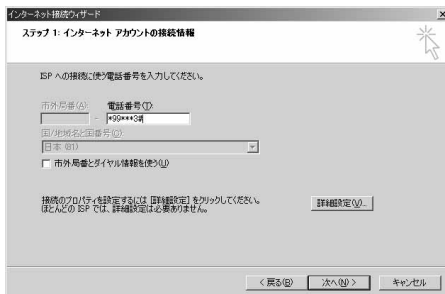 インターネット接続ウィザード
ステップ 1: インターネット アカウントの接続情報
ISP への接続に使う電話番号を入力してください。
市外局番(A): 電話番号(T):
- *99***3#
国/地域名と国番号(C):
日本 (81)
市外局番とダイヤル情報を使う(U)
接続のプロパティを設定するには [詳細設定] をクリックしてください。
ほとんどの ISP では、詳細設定は必要ありません。
詳細設定(V)...
< 戻る(B) 次へ(N) > キャンセル